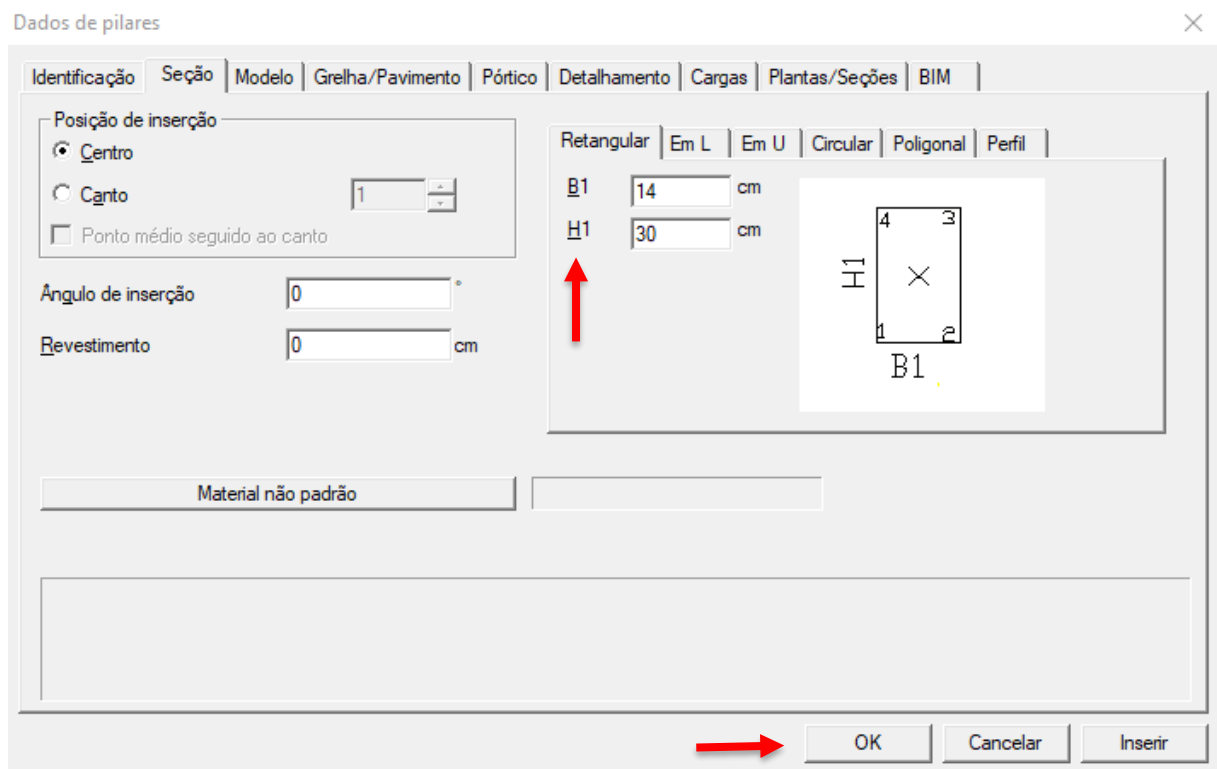 Dados de pilares
Identificação Seção Modelo Grelha/Pavimento Pórtico Detalhamento Cargas Plantas/Seções BIM
Posição de inserção
Centro
Canto 1
Ponto médio seguido ao canto
Ângulo de inserção 0 °
Revestimento 0 cm
Retangular Em L Em U Circular Poligonal Perfil
B1 14 cm
H1 30 cm
4 3
H1
1 2
B1
Material não padrão
OK Cancelar Inserir